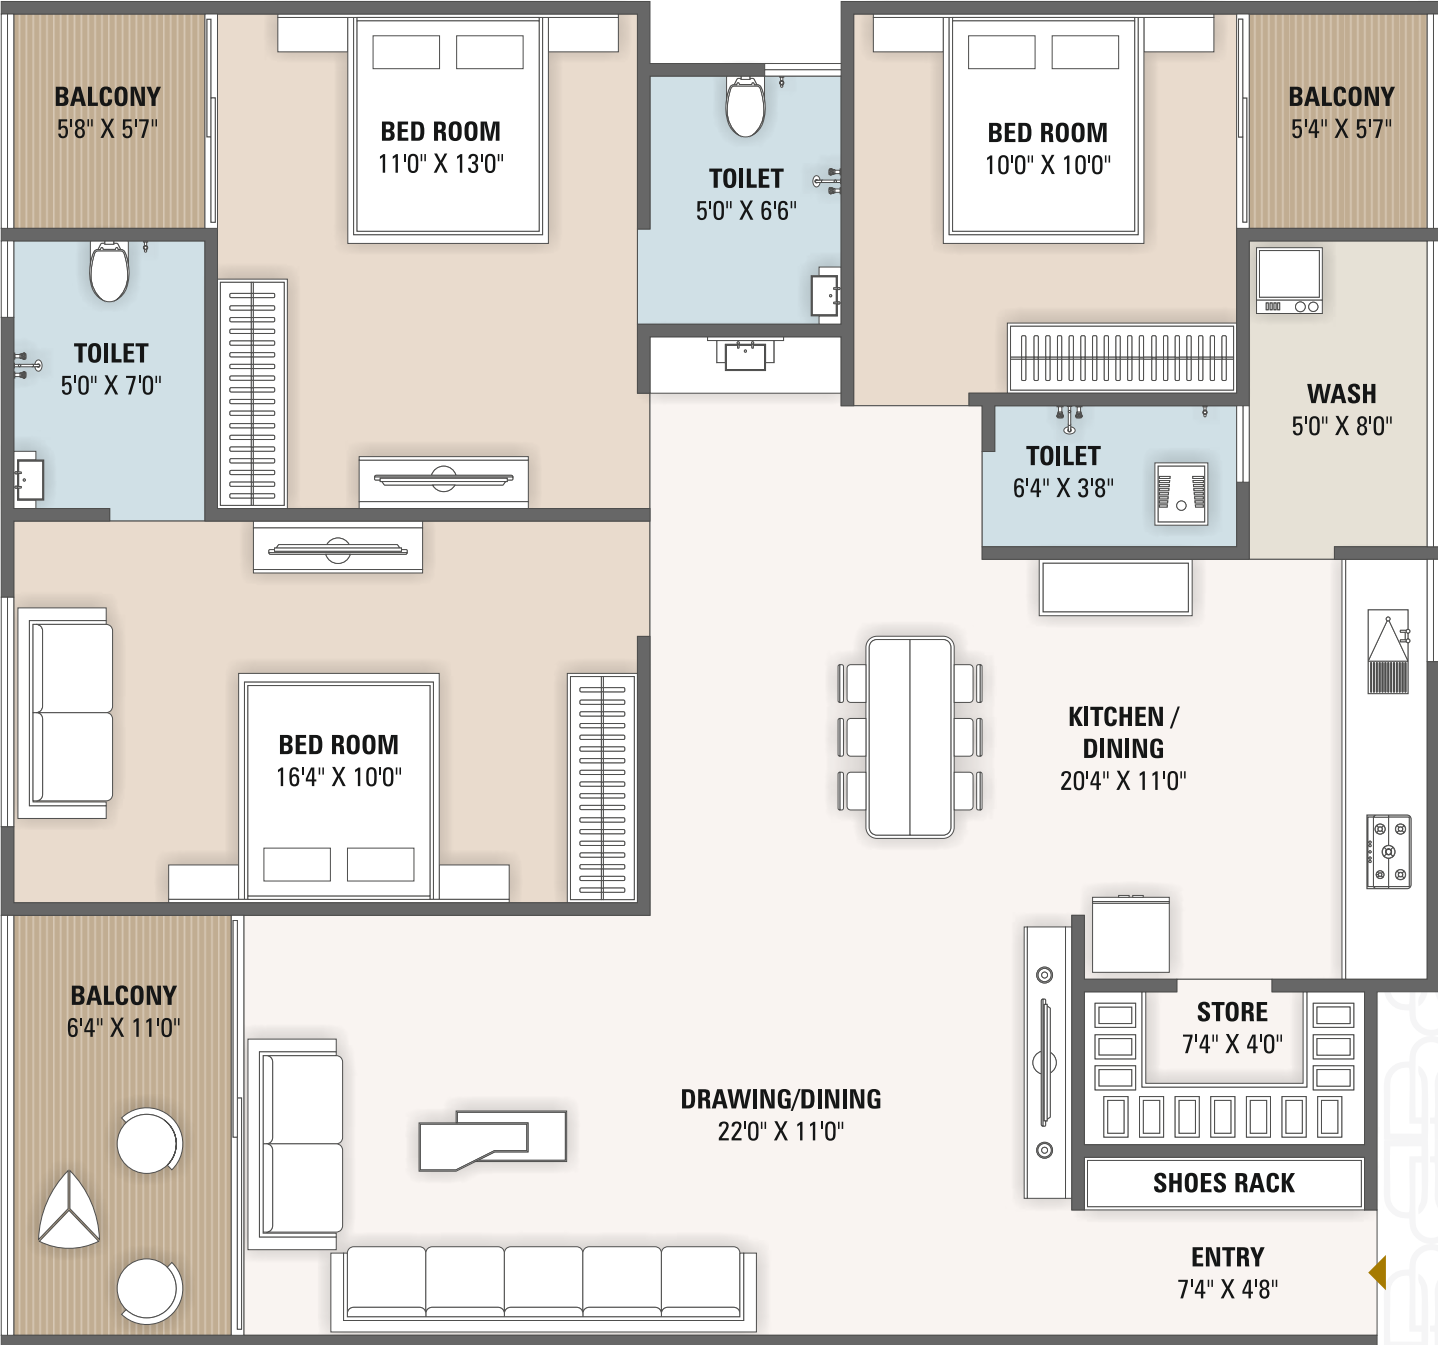 BALCONY
5'8" X 5'7"
BED ROOM
11'0" X 13'0"
TOILET
5'0" X 6'6"
BED ROOM
10'0" X 10'0"
BALCONY
5'4" X 5'7"
TOILET
5'0" X 7'0"
WASH
5'0" X 8'0"
TOILET
6'4" X 3'8"
BED ROOM
16'4" X 10'0"
KITCHEN /
DINING
20'4" X 11'0"
BALCONY
6'4" X 11'0"
STORE
7'4" X 4'0"
DRAWING/DINING
22'0" X 11'0"
SHOES RACK
ENTRY
7'4" X 4'8"